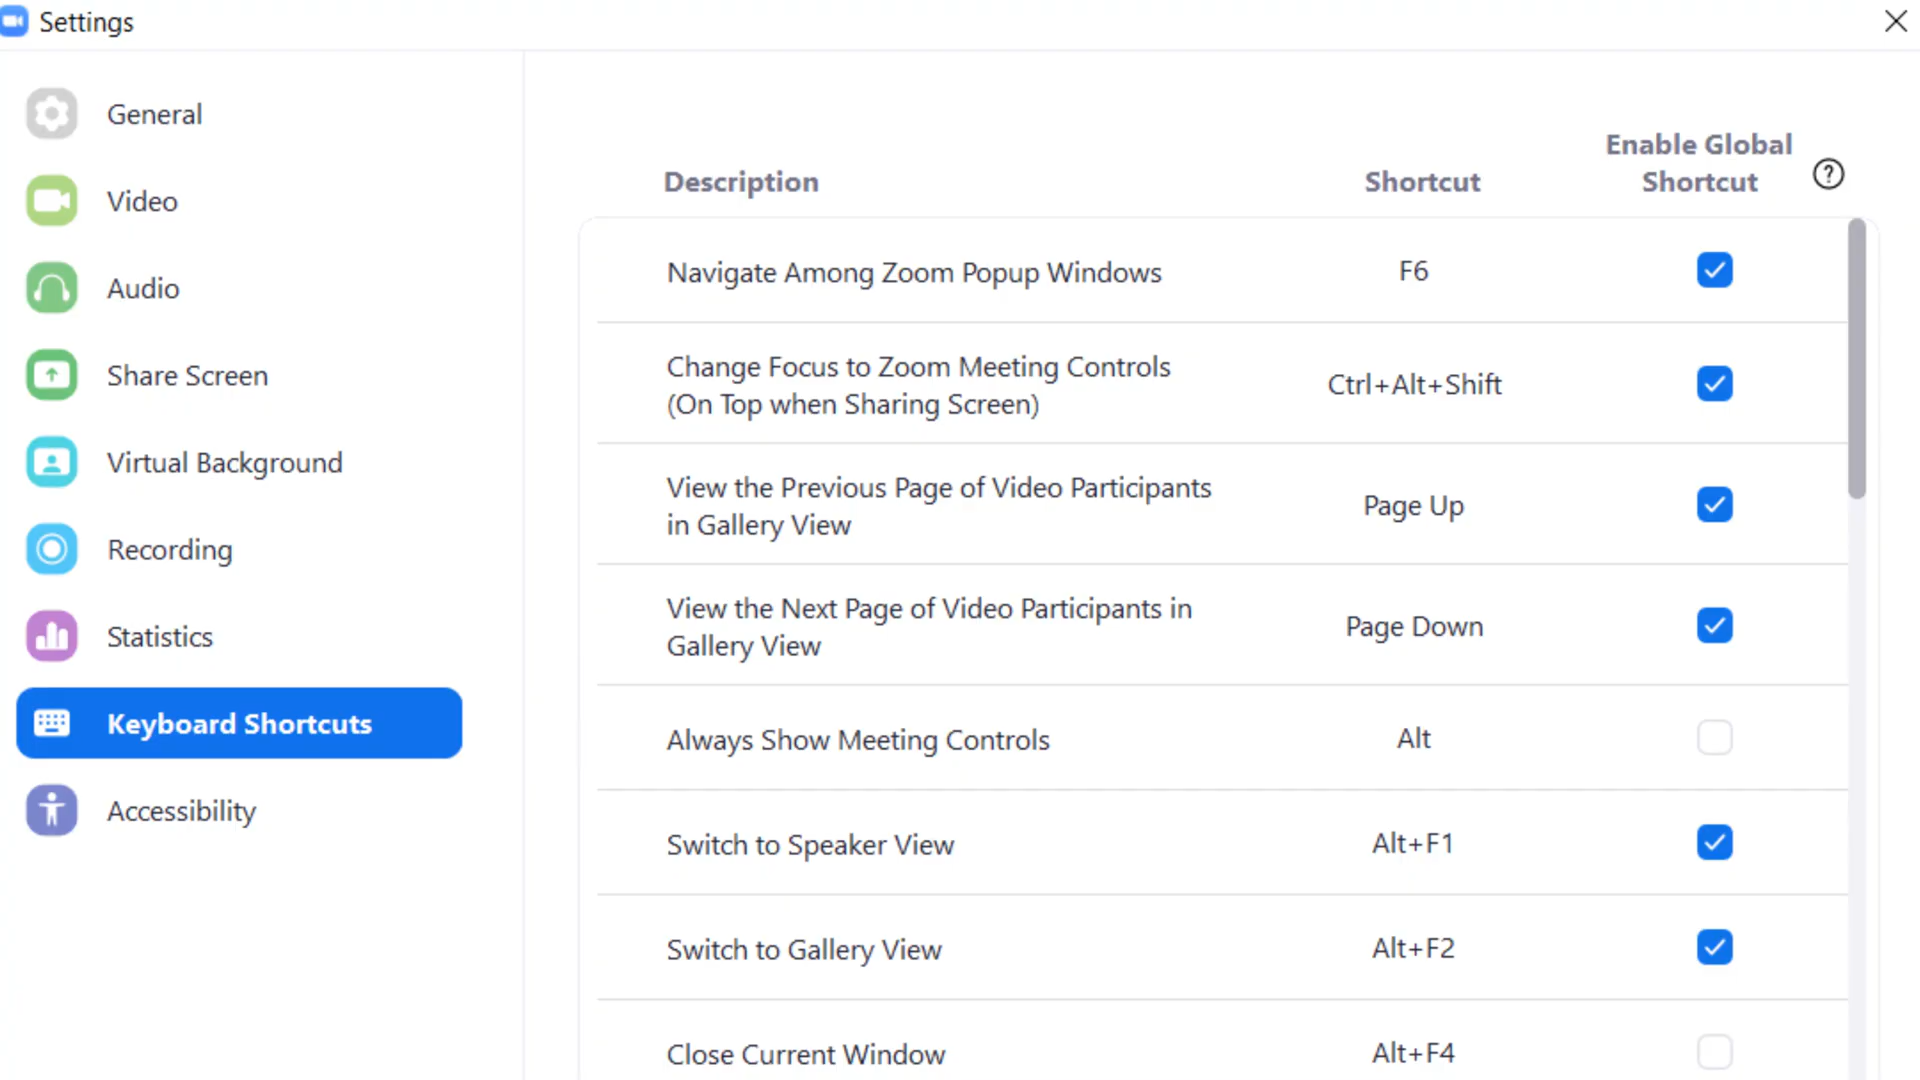 Settings
General
Video
Audio
Share Screen
Virtual Background
Recording
Statistics
Keyboard Shortcuts
Accessibility
Description
Shortcut
Enable Global
Shortcut
?
Navigate Among Zoom Popup Windows
F6
Change Focus to Zoom Meeting Controls
(On Top when Sharing Screen)
Ctrl+Alt+Shift
View the Previous Page of Video Participants
in Gallery View
Page Up
View the Next Page of Video Participants in
Gallery View
Page Down
Always Show Meeting Controls
Alt
Switch to Speaker View
Alt+F1
Switch to Gallery View
Alt+F2
Close Current Window
Alt+F4